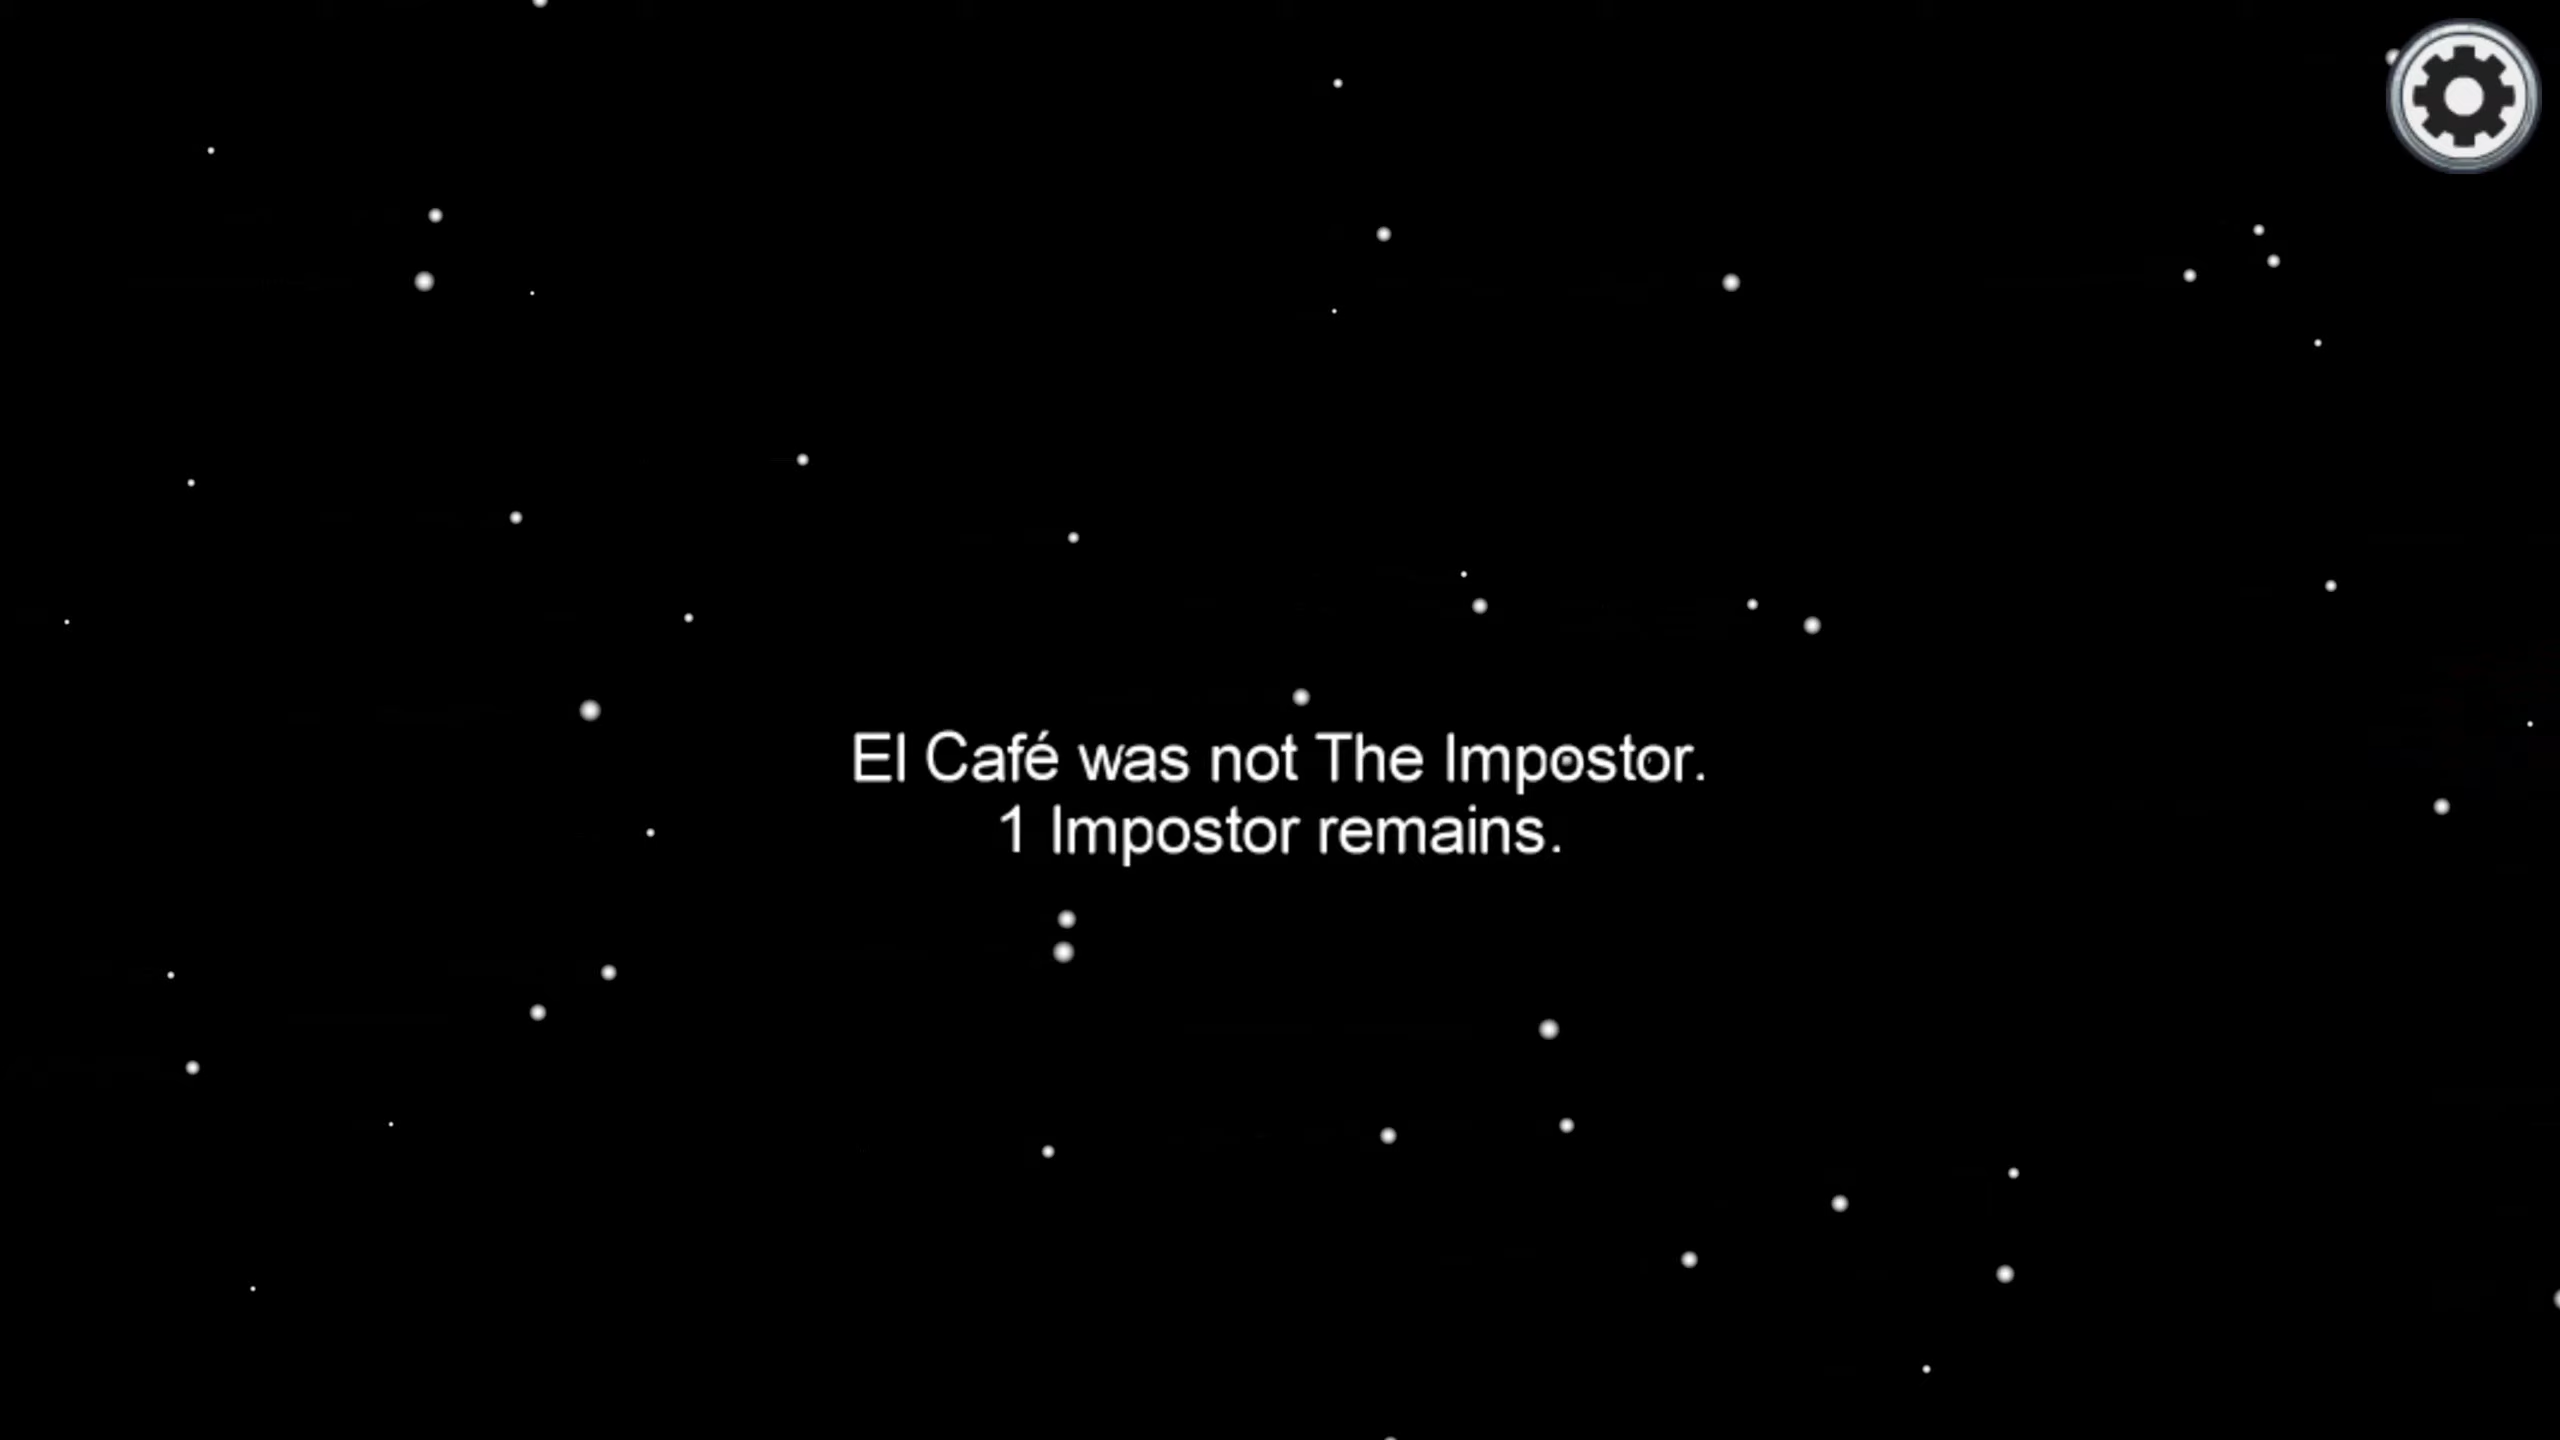 El Café was not The Impostor.
1 Impostor remains.